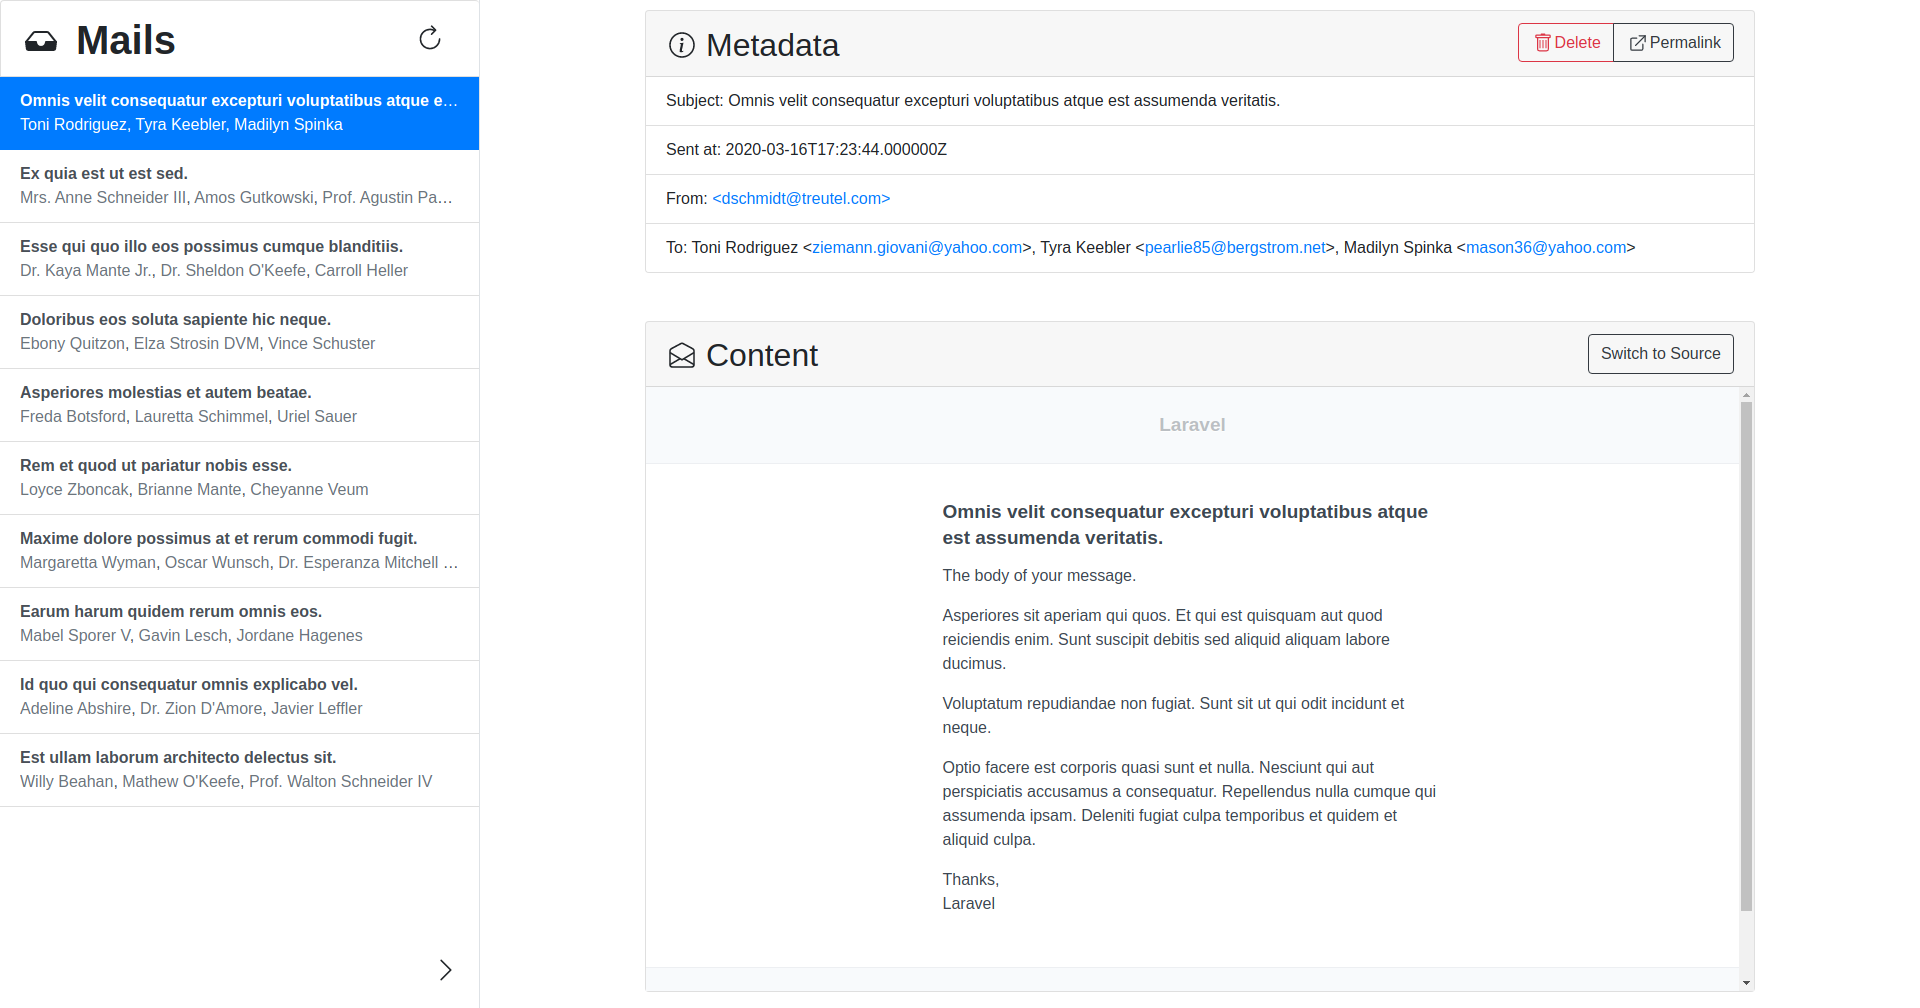 Mails
Omnis velit consequatur excepturi voluptatibus atque e…
Toni Rodriguez, Tyra Keebler, Madilyn Spinka
Ex quia est ut est sed.
Mrs. Anne Schneider III, Amos Gutkowski, Prof. Agustin Pa…
Esse qui quo illo eos possimus cumque blanditiis.
Dr. Kaya Mante Jr., Dr. Sheldon O'Keefe, Carroll Heller
Doloribus eos soluta sapiente hic neque.
Ebony Quitzon, Elza Strosin DVM, Vince Schuster
Asperiores molestias et autem beatae.
Freda Botsford, Lauretta Schimmel, Uriel Sauer
Rem et quod ut pariatur nobis esse.
Loyce Zboncak, Brianne Mante, Cheyanne Veum
Maxime dolore possimus at et rerum commodi fugit.
Margaretta Wyman, Oscar Wunsch, Dr. Esperanza Mitchell …
Earum harum quidem rerum omnis eos.
Mabel Sporer V, Gavin Lesch, Jordane Hagenes
Id quo qui consequatur omnis explicabo vel.
Adeline Abshire, Dr. Zion D'Amore, Javier Leffler
Est ullam laborum architecto delectus sit.
Willy Beahan, Mathew O'Keefe, Prof. Walton Schneider IV
Metadata
Delete
Permalink
Subject: Omnis velit consequatur excepturi voluptatibus atque est assumenda veritatis.
Sent at: 2020-03-16T17:23:44.000000Z
From: <dschmidt@treutel.com>
To: Toni Rodriguez <ziemann.giovani@yahoo.com>, Tyra Keebler <pearlie85@bergstrom.net>, Madilyn Spinka <mason36@yahoo.com>
Content
Switch to Source
Laravel
Omnis velit consequatur excepturi voluptatibus atque
est assumenda veritatis.
The body of your message.
Asperiores sit aperiam qui quos. Et qui est quisquam aut quod
reiciendis enim. Sunt suscipit debitis sed aliquid aliquam labore
ducimus.
Voluptatum repudiandae non fugiat. Sunt sit ut qui odit incidunt et
neque.
Optio facere est corporis quasi sunt et nulla. Nesciunt qui aut
perspiciatis accusamus a consequatur. Repellendus nulla cumque qui
assumenda ipsam. Deleniti fugiat culpa temporibus et quidem et
aliquid culpa.
Thanks,
Laravel